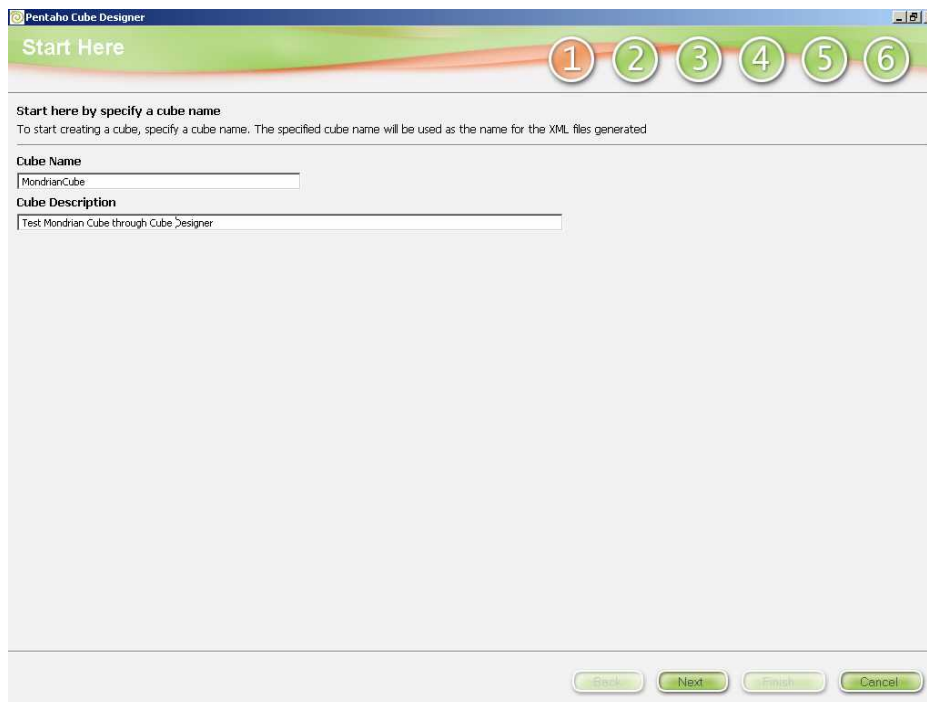 Pentaho Cube Designer
Start Here
1 2 3 4 5 6
Start here by specify a cube name
To start creating a cube, specify a cube name. The specified cube name will be used as the name for the XML files generated
Cube Name
MondrianCube
Cube Description
Test Mondrian Cube through Cube Designer
Back Next Finish Cancel